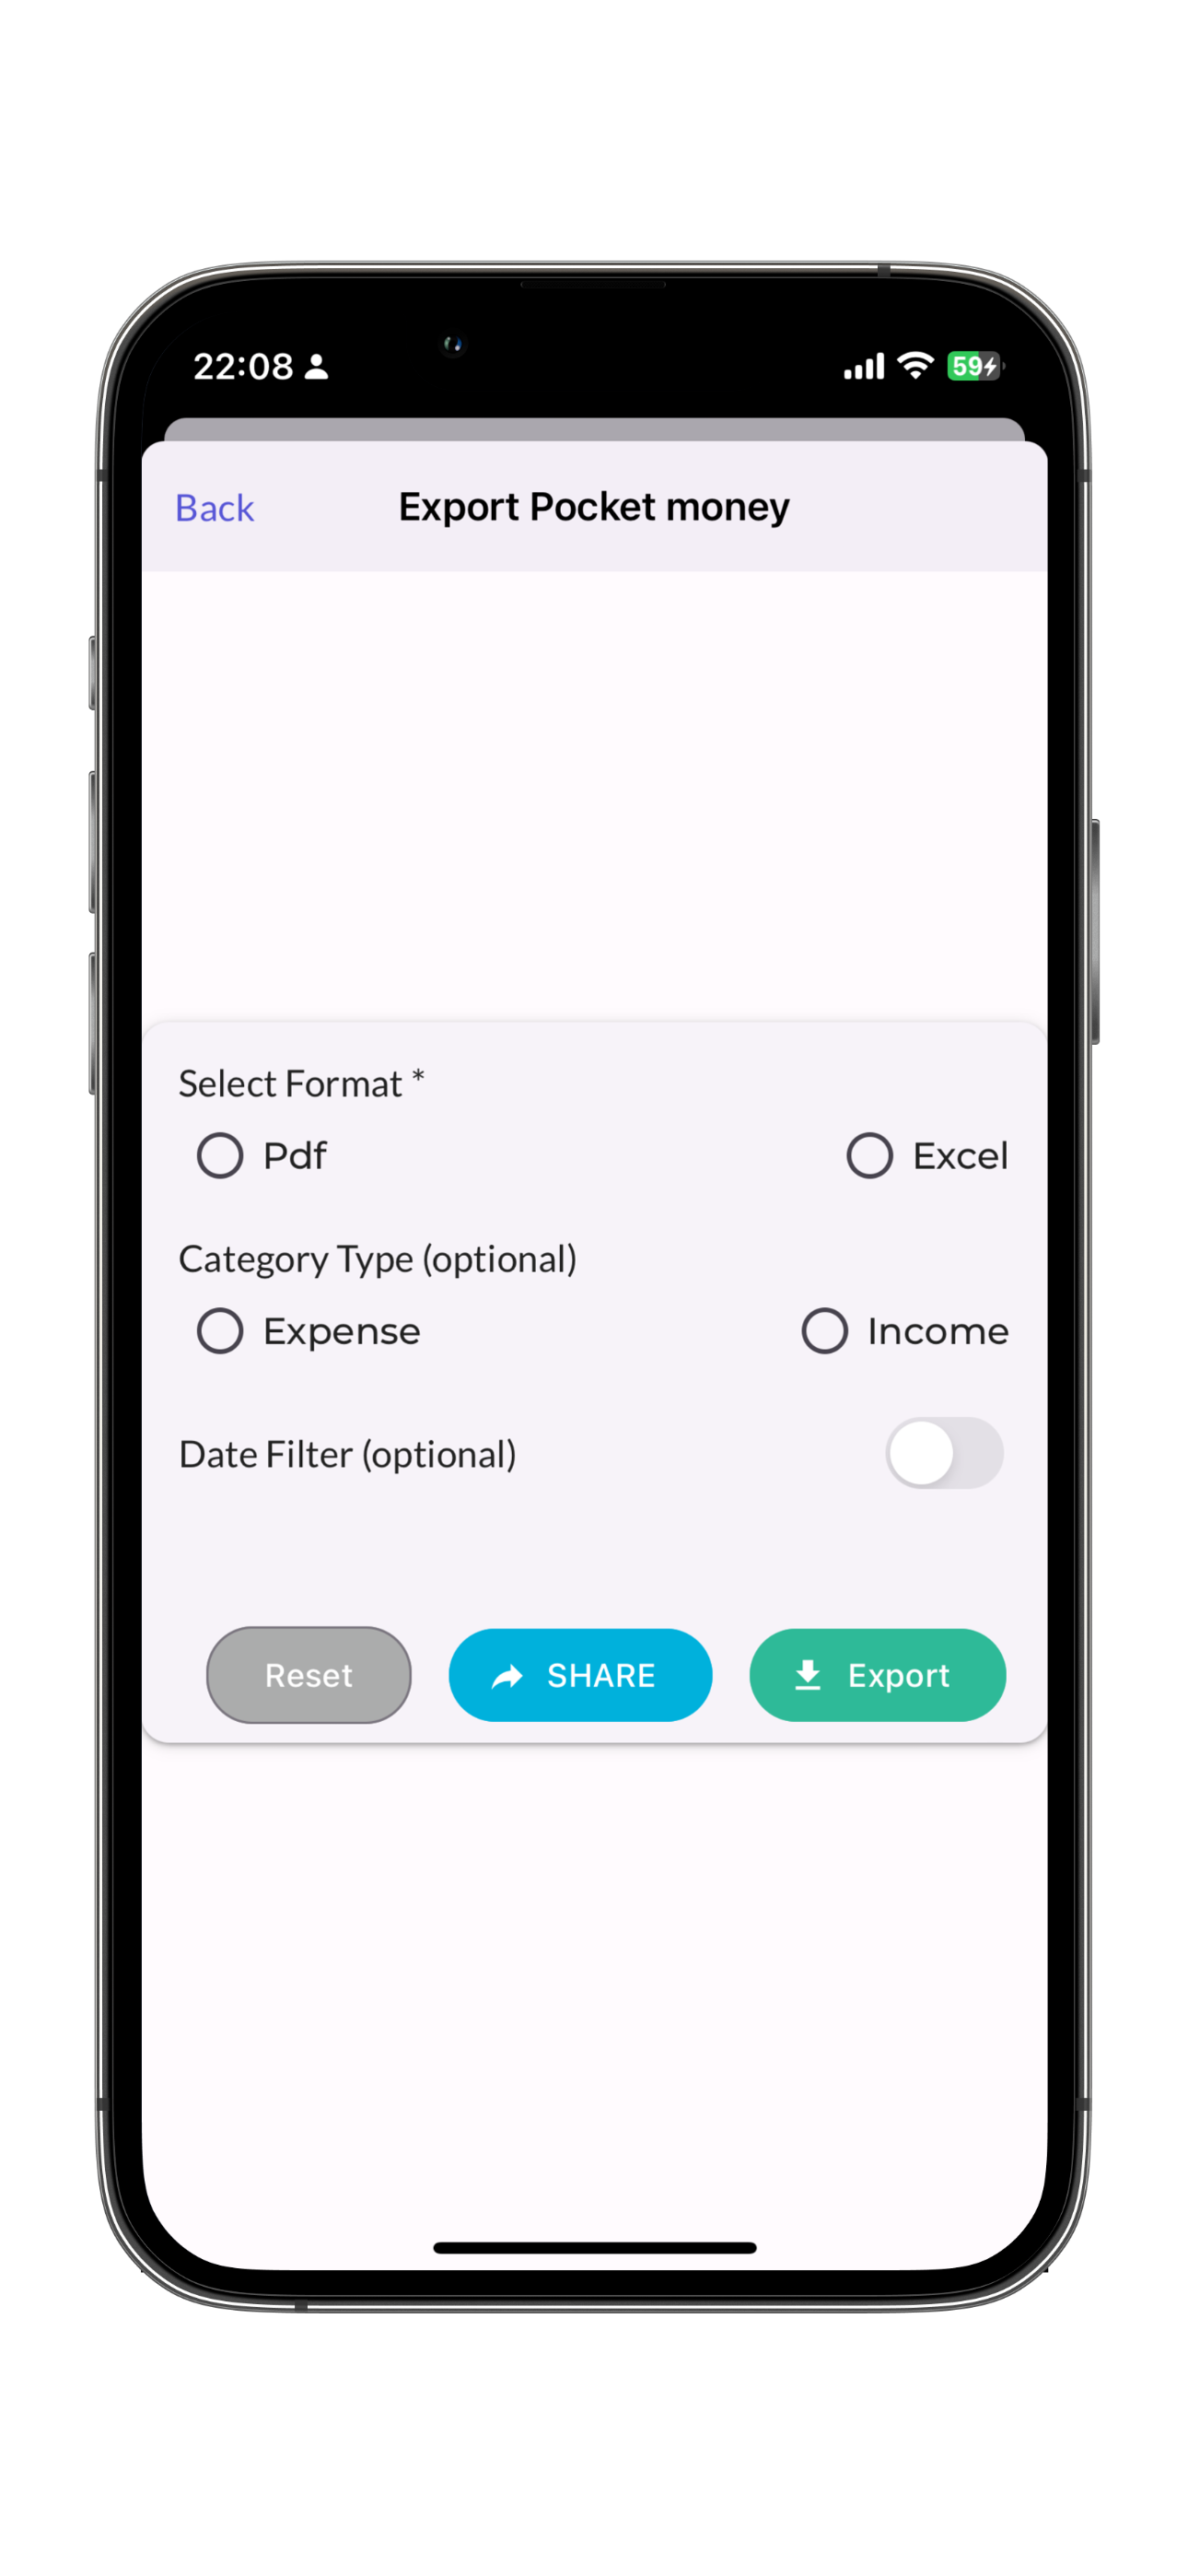 22:08
59
Back Export Pocket money
Select Format *
Pdf Excel
Category Type (optional)
Expense Income
Date Filter (optional)
Reset SHARE Export